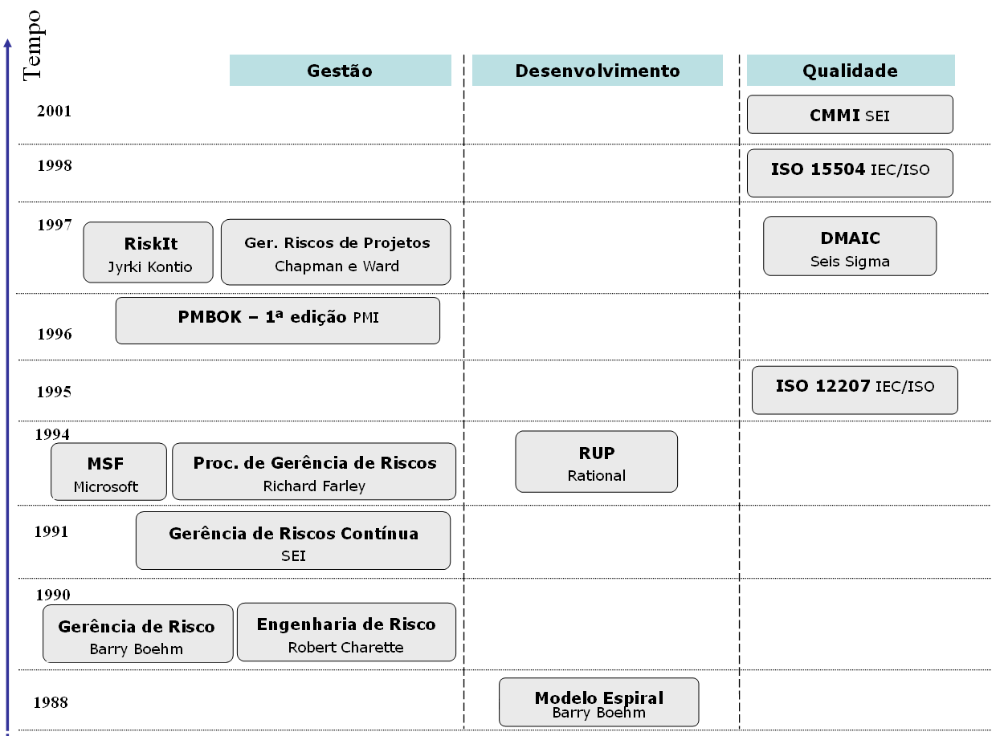 Tempo
Gestão
Desenvolvimento
Qualidade
2001
CMMI SEI
1998
ISO 15504 IEC/ISO
1997
RiskIt
Jyrki Kontio
Ger. Riscos de Projetos
Chapman e Ward
DMAIC
Seis Sigma
PMBOK – 1ª edição PMI
1996
1995
ISO 12207 IEC/ISO
1994
MSF
Microsoft
Proc. de Gerência de Riscos
Richard Farley
RUP
Rational
1991
Gerência de Riscos Contínua
SEI
1990
Gerência de Risco
Barry Boehm
Engenharia de Risco
Robert Charette
1988
Modelo Espiral
Barry Boehm